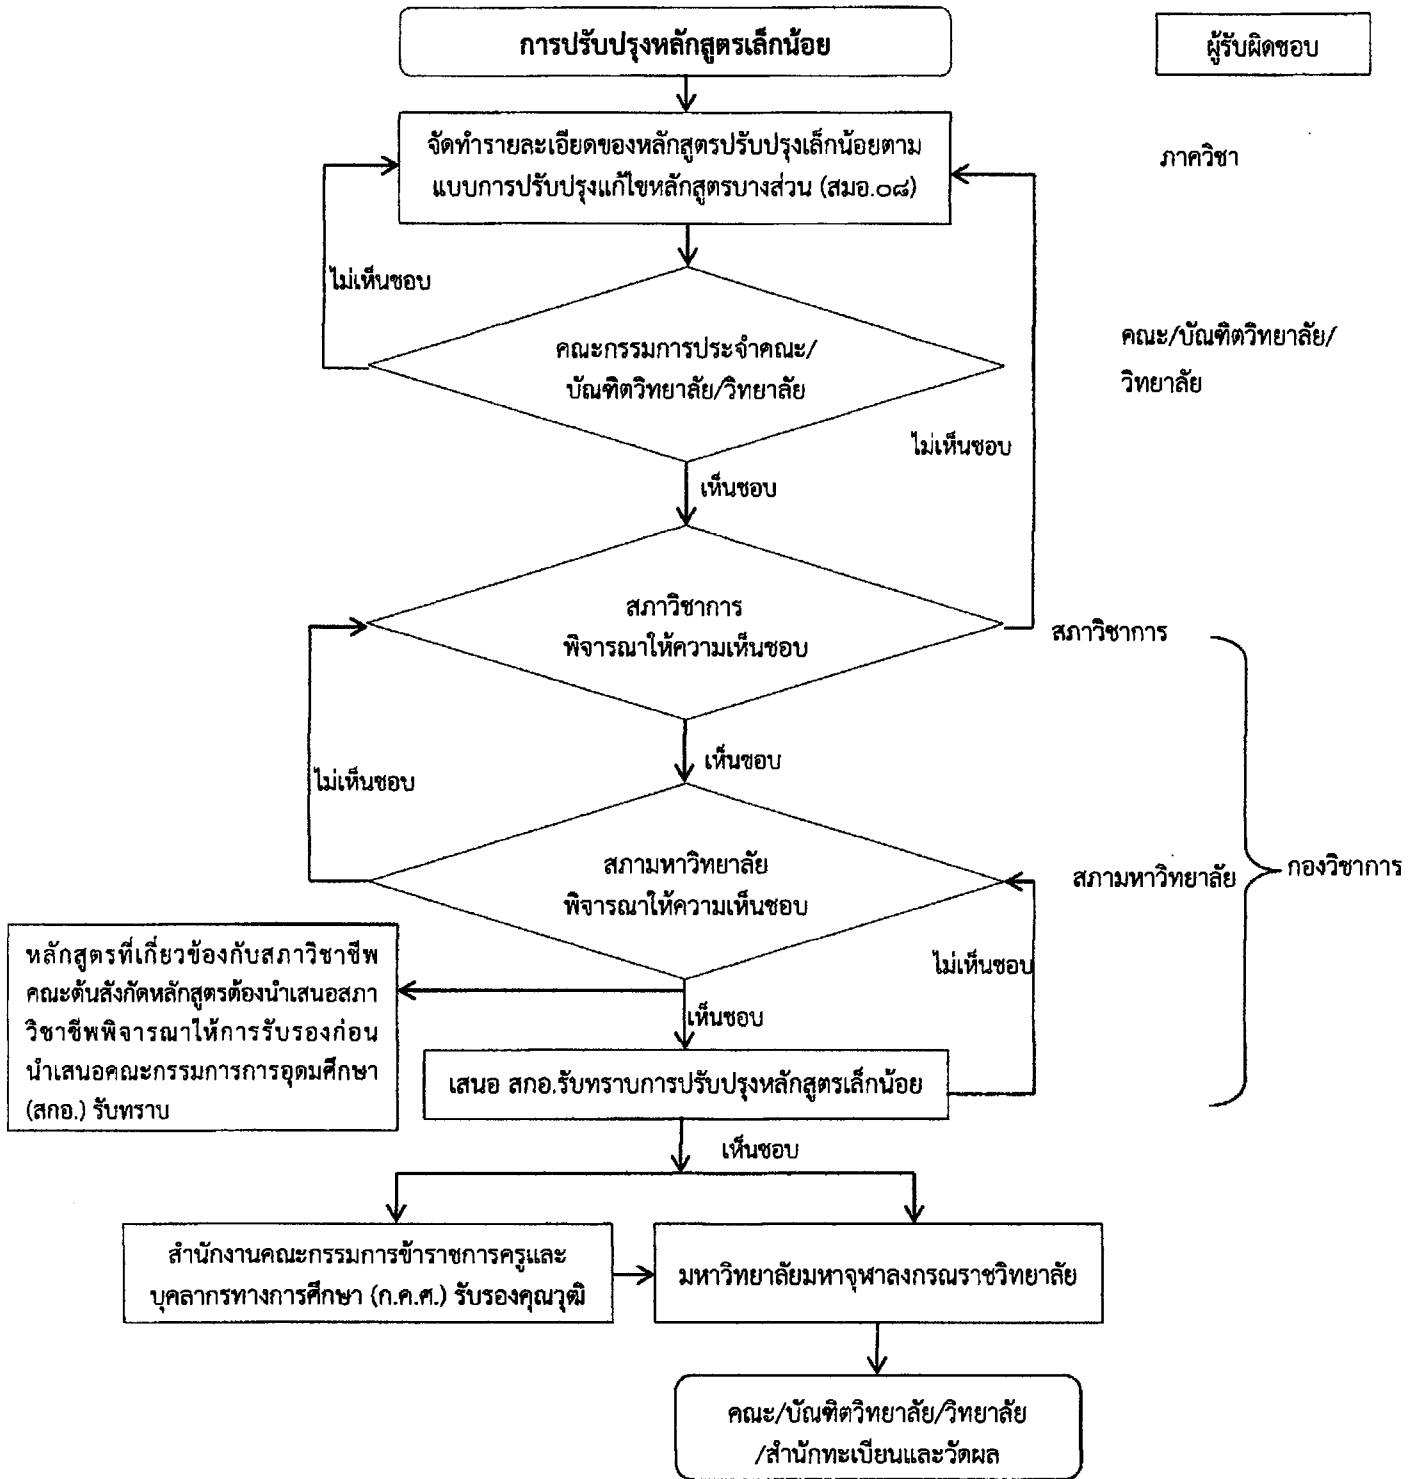 การปรับปรุงหลักสูตรเล็กน้อย
ผู้รับผิดชอบ
จัดทำรายละเอียดของหลักสูตรปรับปรุงเล็กน้อยตาม
แบบการปรับปรุงแก้ไขหลักสูตรบางส่วน (สมอ.๐๘)
ภาควิชา
ไม่เห็นชอบ
คณะกรรมการประจำคณะ/
บัณฑิตวิทยาลัย/วิทยาลัย
คณะ/บัณฑิตวิทยาลัย/
วิทยาลัย
ไม่เห็นชอบ
เห็นชอบ
สภาวิชาการ
พิจารณาให้ความเห็นชอบ
สภาวิชาการ
เห็นชอบ
ไม่เห็นชอบ
สภามหาวิทยาลัย
พิจารณาให้ความเห็นชอบ
สภามหาวิทยาลัย
กองวิชาการ
ไม่เห็นชอบ
หลักสูตรที่เกี่ยวข้องกับสภาวิชาชีพ
คณะต้นสังกัดหลักสูตรต้องนำเสนอสภา
วิชาชีพพิจารณาให้การรับรองก่อน
นำเสนอคณะกรรมการการอุดมศึกษา
(สกอ.) รับทราบ
เห็นชอบ
เสนอ สกอ.รับทราบการปรับปรุงหลักสูตรเล็กน้อย
เห็นชอบ
สำนักงานคณะกรรมการข้าราชการครูและ
บุคลากรทางการศึกษา (ก.ค.ศ.) รับรองคุณวุฒิ
มหาวิทยาลัยมหาจุฬาลงกรณราชวิทยาลัย
คณะ/บัณฑิตวิทยาลัย/วิทยาลัย
/สำนักทะเบียนและวัดผล